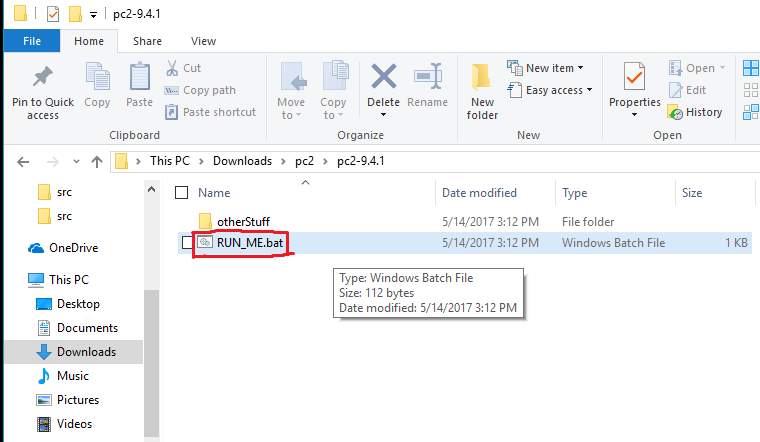 pc2-9.4.1
File Home Share View
Pin to Quick access
Copy
Paste
Cut
Copy path
Paste shortcut
Move to
Copy to
Delete
Rename
New folder
New item
Easy access
Properties
Open
Edit
History
Clipboard Organize New Open
This PC Downloads pc2 pc2-9.4.1
Name Date modified Type Size
src
src
OneDrive
This PC
Desktop
Documents
Downloads
Music
Pictures
Videos
otherStuff 5/14/2017 3:12 PM File folder
RUN_ME.bat 5/14/2017 3:12 PM Windows Batch File 1 KB
Type: Windows Batch File
Size: 112 bytes
Date modified: 5/14/2017 3:12 PM